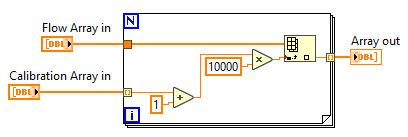 Flow Array in
N
DBL
Array out
10000
×
DBL
Calibration Array in
DBL
+
1
i